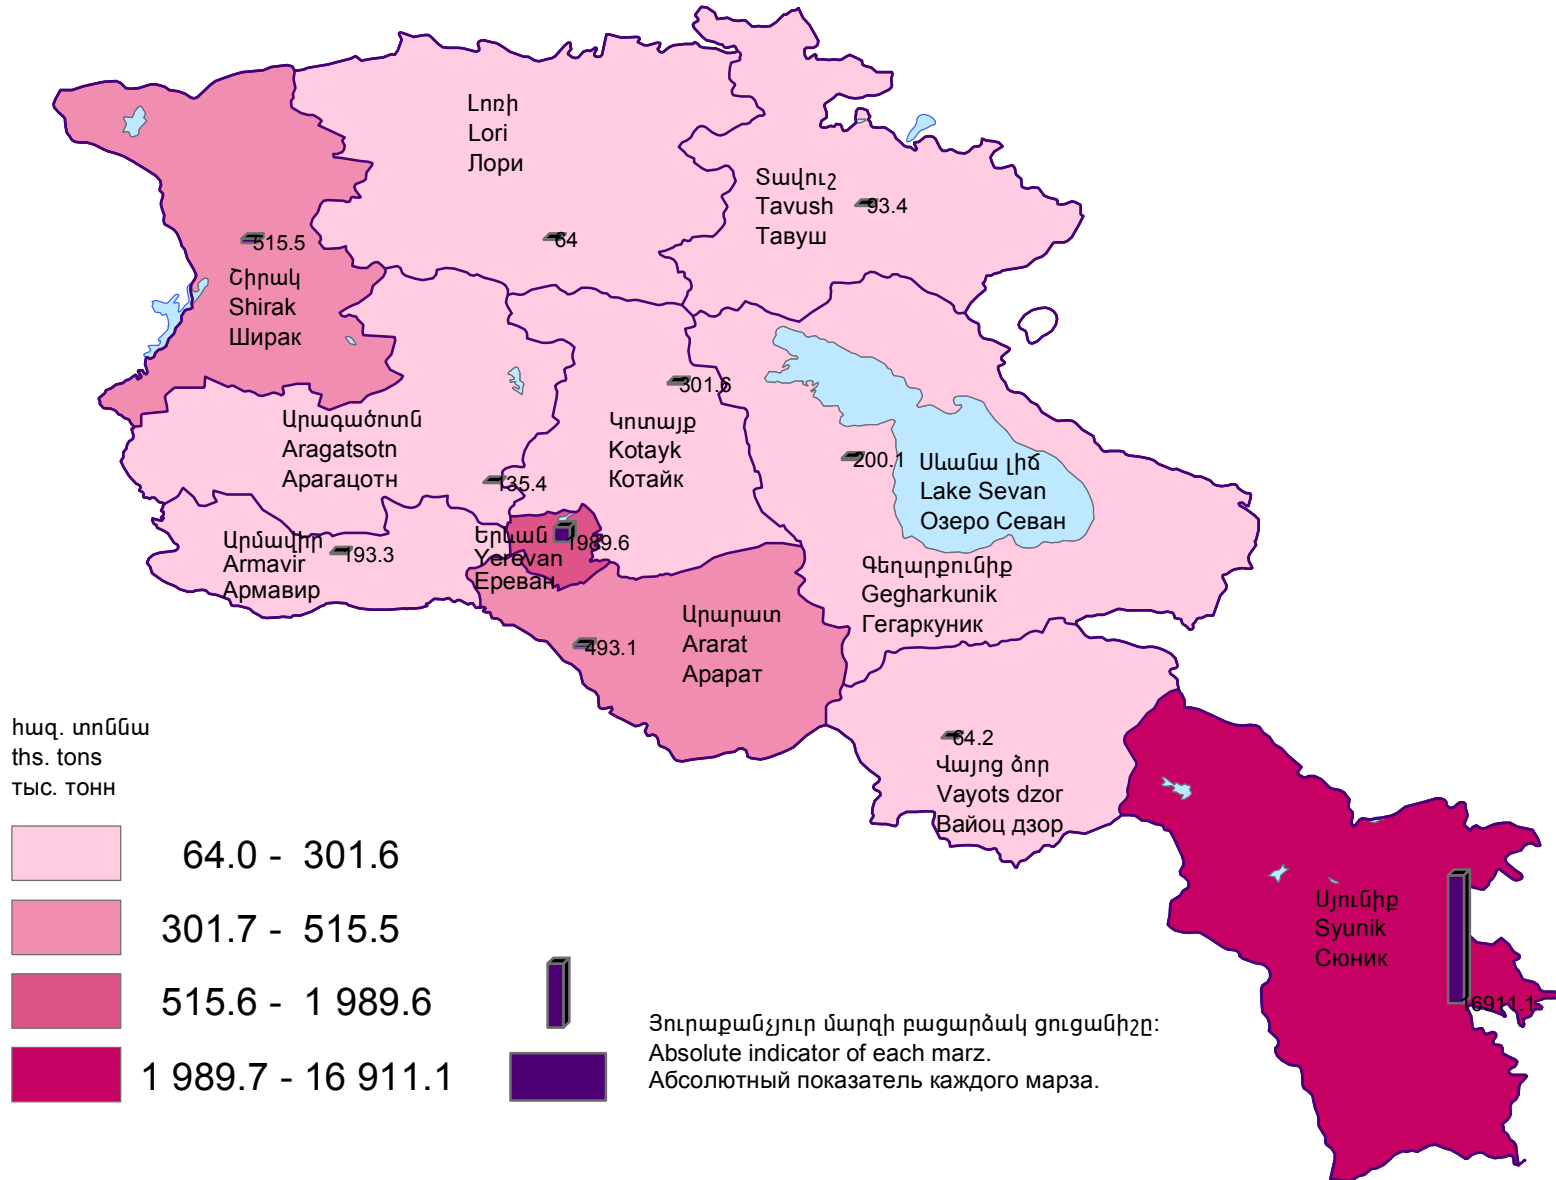 Լոռի
Lori
Лори
64
Տավուշ
Tavush
Тавуш
93.4
515.5
Շիրակ
Shirak
Ширак
301.6
Արագածոտն
Aragatsotn
Арагацотн
Կոտայք
Kotayk
Котайк
200.1
Սևանա լիճ
Lake Sevan
Озеро Севан
135.4
Արմավիր
Armavir
Армавир
193.3
Երևան
Yerevan
Ереван
1989.6
Գեղարքունիք
Gegharkunik
Гегаркуник
Արարատ
Ararat
Арарат
493.1
64.2
Վայոց ձոր
Vayots dzor
Вайоц дзор
Սյունիք
Syunik
Сюник
16911.1
հազ. տոննա
ths. tons
тыс. тонн
64.0 - 301.6
301.7 - 515.5
515.6 - 1 989.6
1 989.7 - 16 911.1
Յուրաքանչյուր մարզի բացարձակ ցուցանիշը:
Absolute indicator of each marz.
Абсолютный показатель каждого марза.